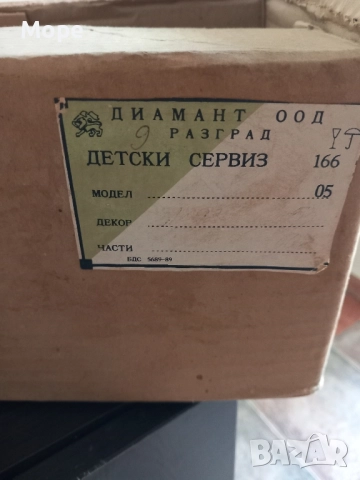 Море
ДИАМАНТ ООД
9 РАЗГРАД
ДЕТСКИ СЕРВИЗ 166
МОДЕЛ 05
ДЕКОР
ЧАСТИ
БДС 5689-89
BAZAR